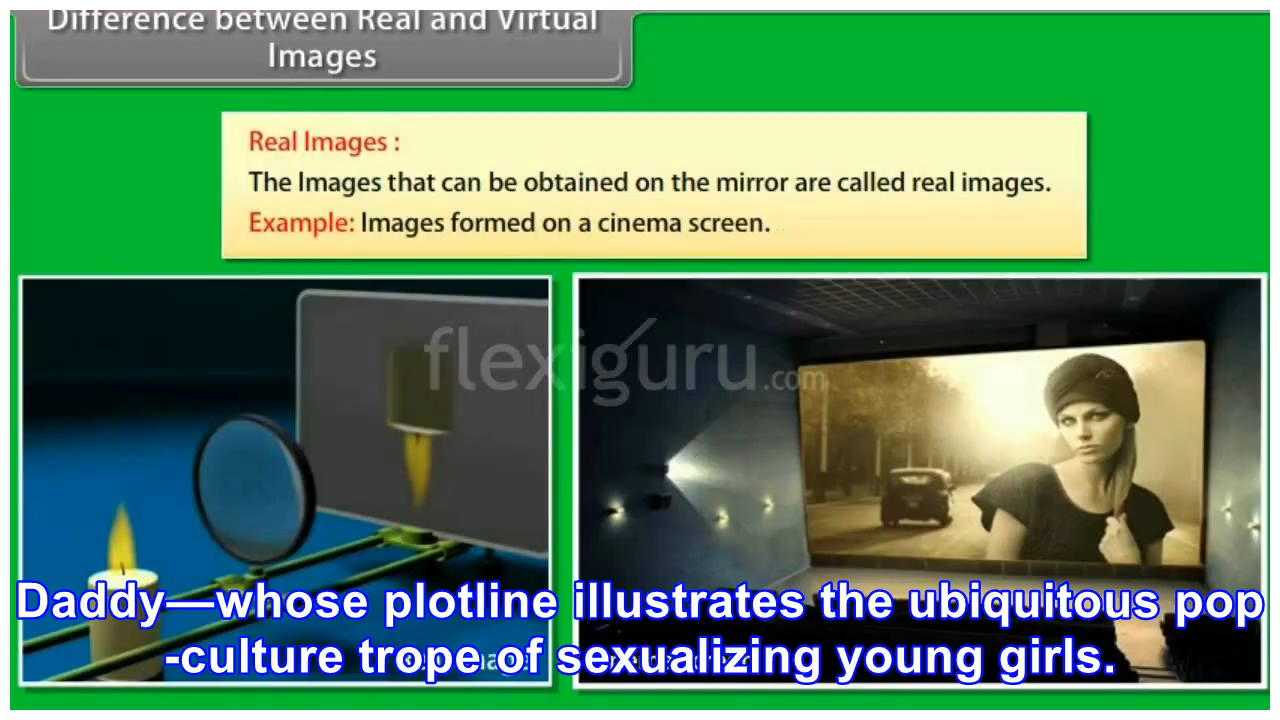 Difference between Real and Virtual
Images
Real Images :
The Images that can be obtained on the mirror are called real images.
Example: Images formed on a cinema screen.
flexiguru.com
Daddy—whose plotline illustrates the ubiquitous pop
-culture trope of sexualizing young girls.